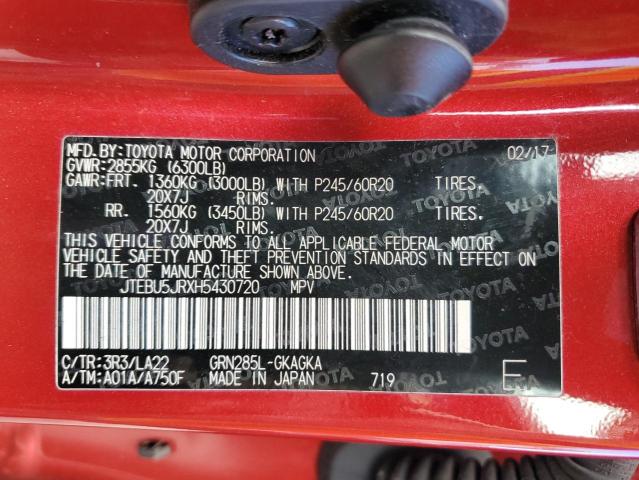 MFD. BY: TOYOTA MOTOR CORPORATION 02/17
GVWR: 2855KG (6300LB)
GAWR: FRT. 1360KG (3000LB) WITH P245/60R20 TIRES,
20X7J RIMS.
RR. 1560KG (3450LB) WITH P245/60R20 TIRES,
20X7J RIMS.
THIS VEHICLE CONFORMS TO ALL APPLICABLE FEDERAL MOTOR
VEHICLE SAFETY AND THEFT PREVENTION STANDARDS IN EFFECT ON
THE DATE OF MANUFACTURE SHOWN ABOVE.
JTEBU5JRXH5430720 MPV
C/TR: 3R3/LA22 GRN285L-GKAGKA
A/TM: A01A/A750F MADE IN JAPAN 719 E